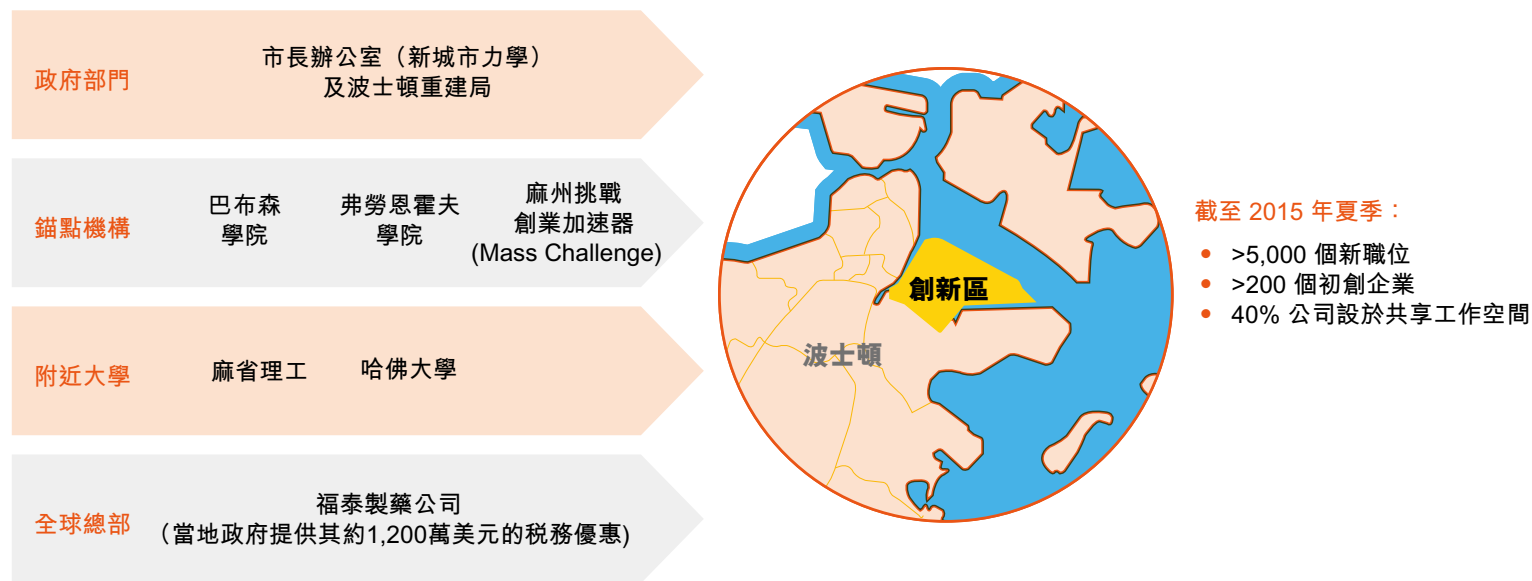 政府部門
市長辦公室（新城市力學）
及波士頓重建局
錨點機構
巴布森
學院
弗勞恩霍夫
學院
麻州挑戰
創業加速器
(Mass Challenge)
附近大學
麻省理工
哈佛大學
全球總部
福泰製藥公司
（當地政府提供其約1,200萬美元的税務優惠)
創新區
波士頓
截至 2015 年夏季：
• >5,000 個新職位
• >200 個初創企業
• 40% 公司設於共享工作空間